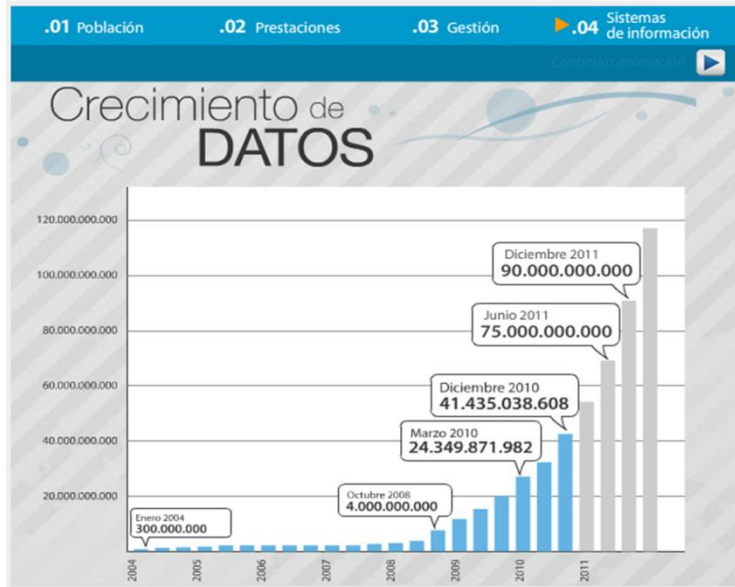 .01 Población
.02 Prestaciones
.03 Gestión
.04 Sistemas
de información
Continuar animación
Crecimiento de
DATOS
120.000.000.000
100.000.000.000
80.000.000.000
60.000.000.000
40.000.000.000
20.000.000.000
Enero 2004
300.000.000
Octubre 2008
4.000.000.000
Marzo 2010
24.349.871.982
Diciembre 2010
41.435.038.608
Junio 2011
75.000.000.000
Diciembre 2011
90.000.000.000
2004
2005
2006
2007
2008
2009
2010
2011